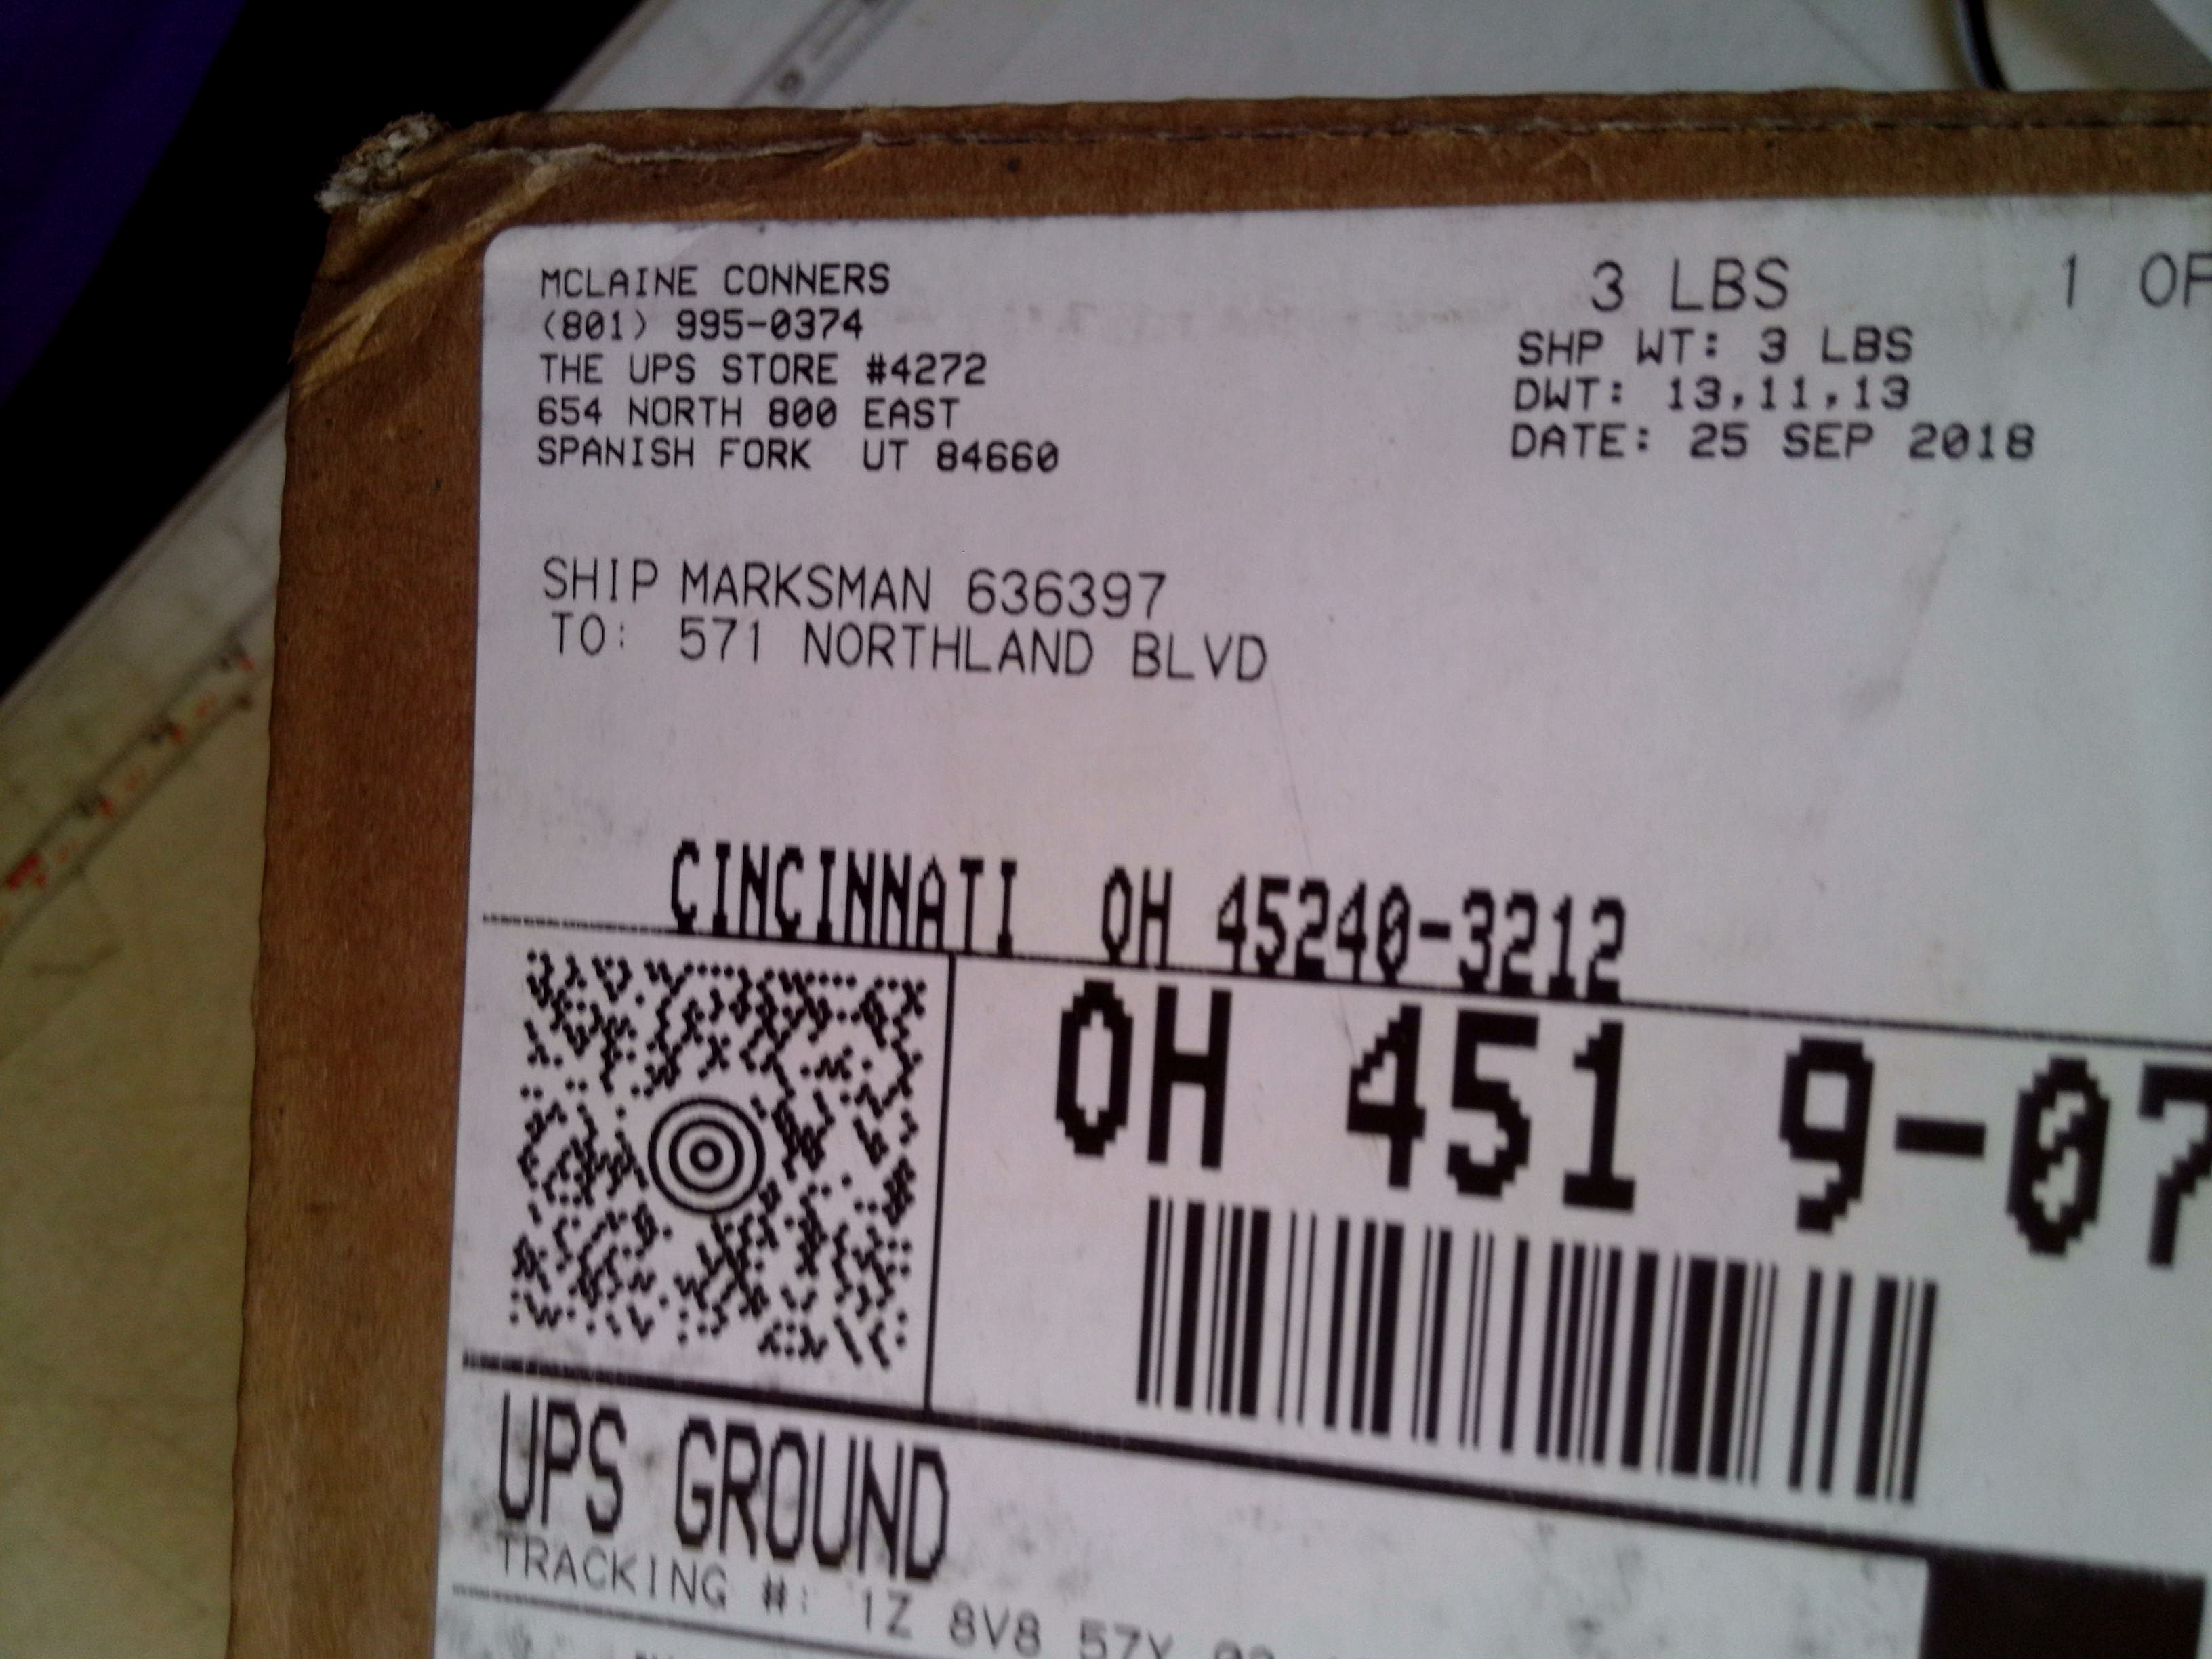 MCLAINE CONNERS
(801) 995-0374
THE UPS STORE #4272
654 NORTH 800 EAST
SPANISH FORK UT 84660
3 LBS 1 OF
SHP WT: 3 LBS
DWT: 13,11,13
DATE: 25 SEP 2018
SHIP MARKSMAN 636397
TO: 571 NORTHLAND BLVD
CINCINNATI OH 45240-3212
OH 451 9-07
UPS GROUND
TRACKING #: 1Z 8V8 57Y